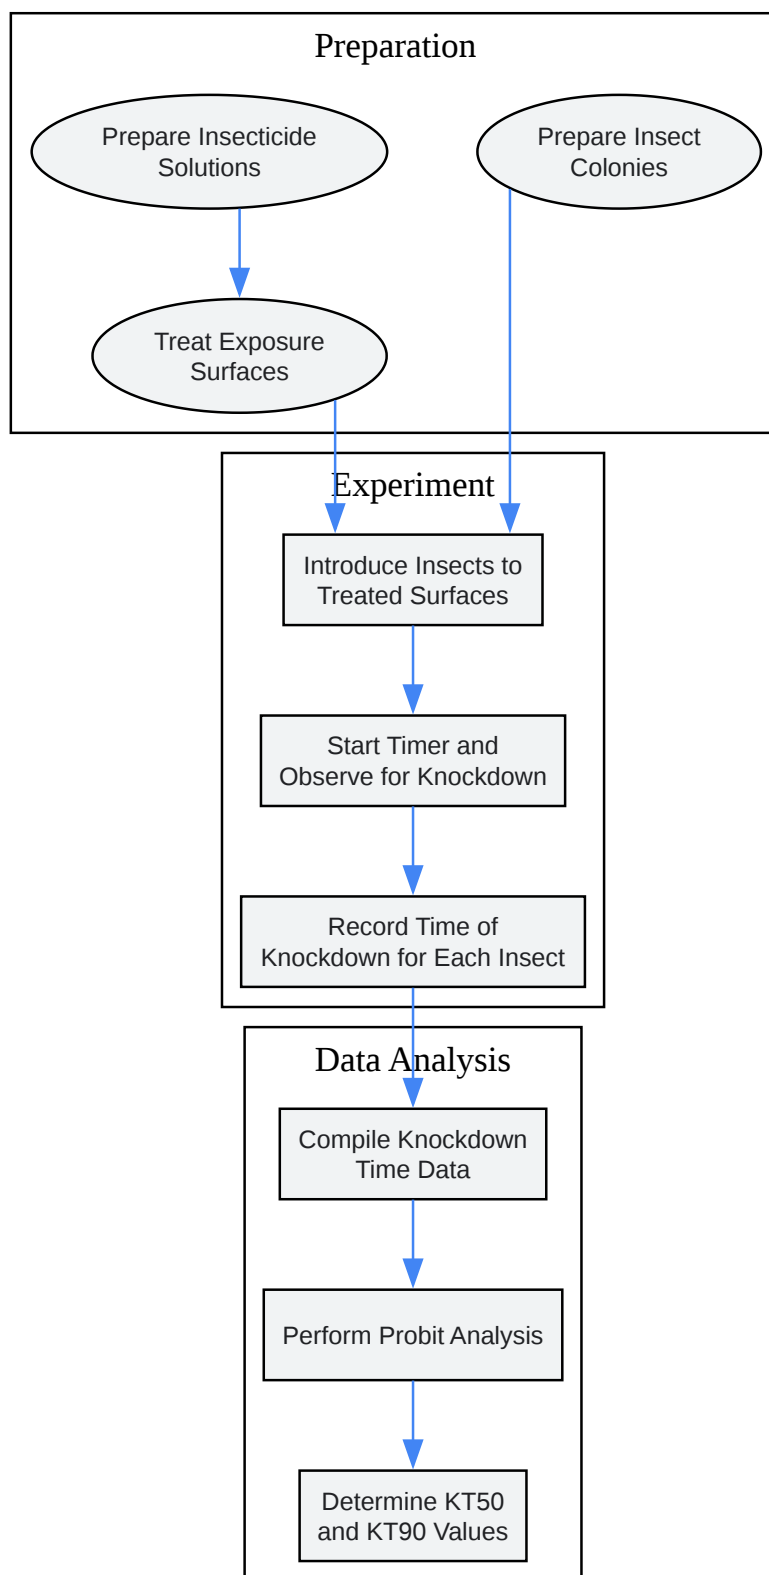 Preparation
Prepare Insecticide
Solutions
Prepare Insect
Colonies
Treat Exposure
Surfaces
Experiment
Introduce Insects to
Treated Surfaces
Start Timer and
Observe for Knockdown
Record Time of
Knockdown for Each Insect
Data Analysis
Compile Knockdown
Time Data
Perform Probit Analysis
Determine KT50
and KT90 Values